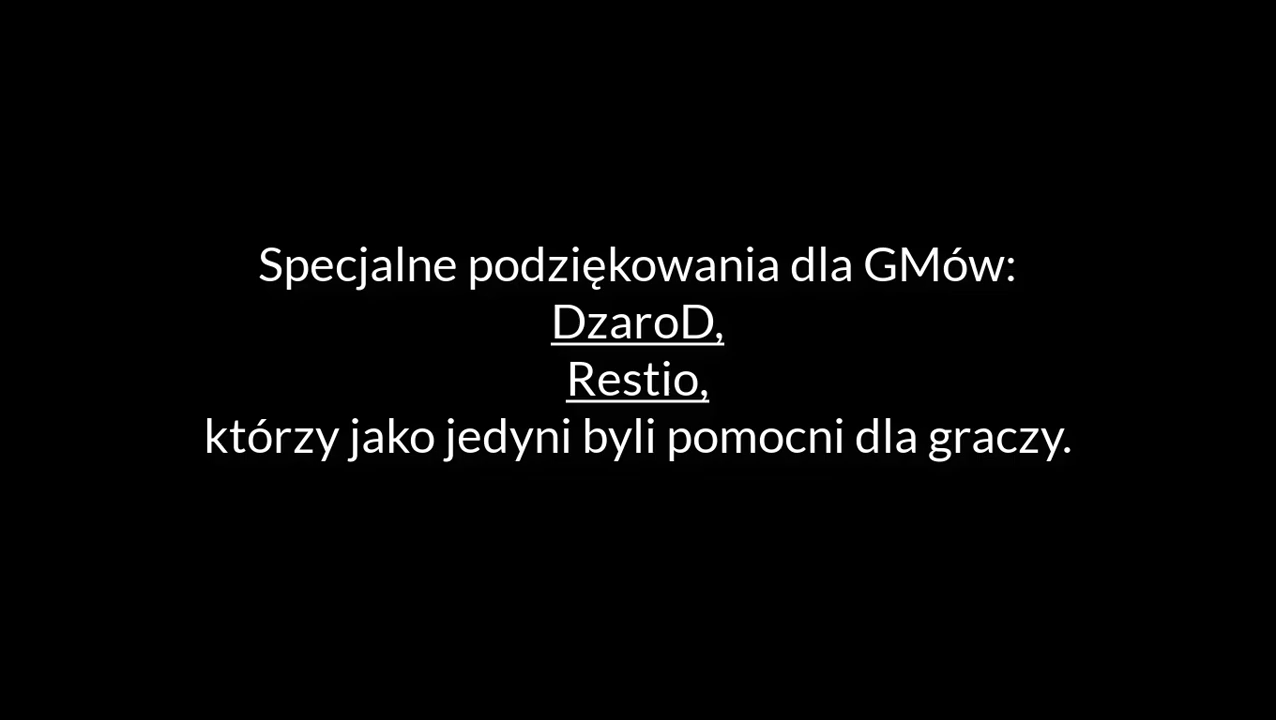 Specjalne podziękowania dla GMów:
DzaroD,
Restio,
którzy jako jedyni byli pomocni dla graczy.